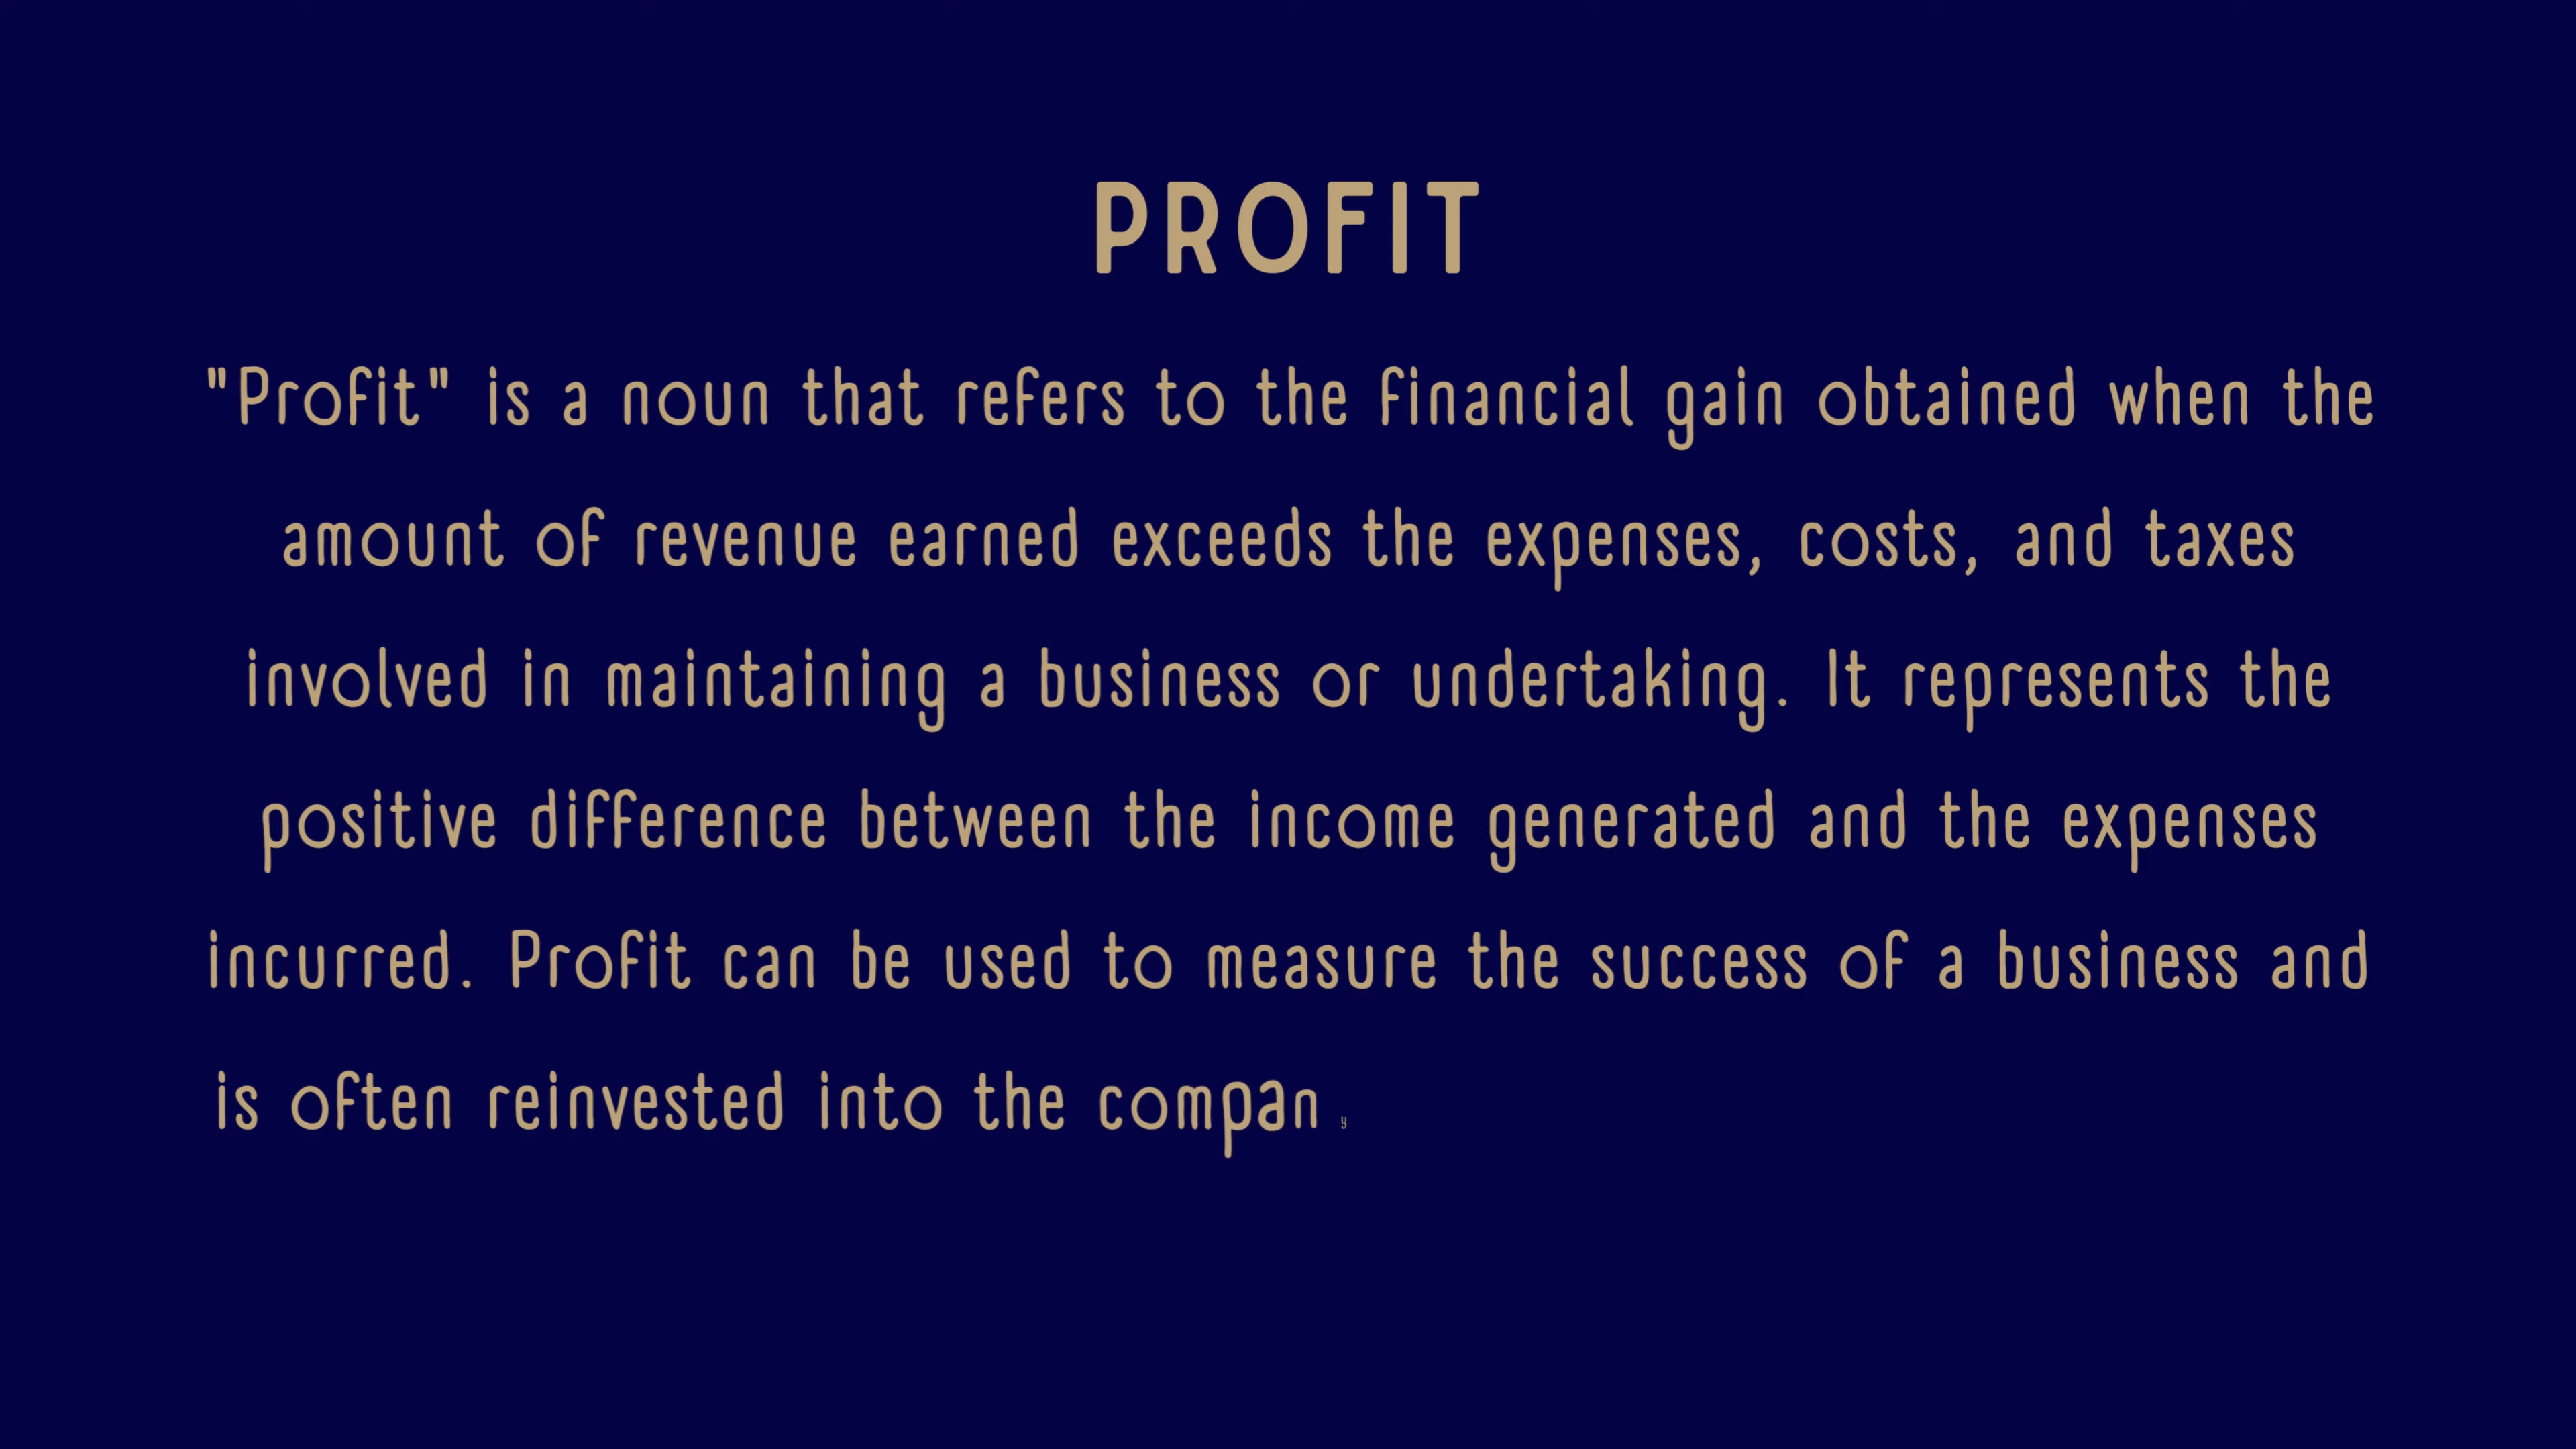 PROFIT
"Profit" is a noun that refers to the financial gain obtained when the
amount of revenue earned exceeds the expenses, costs, and taxes
involved in maintaining a business or undertaking. It represents the
positive difference between the income generated and the expenses
incurred. Profit can be used to measure the success of a business and
is often reinvested into the company